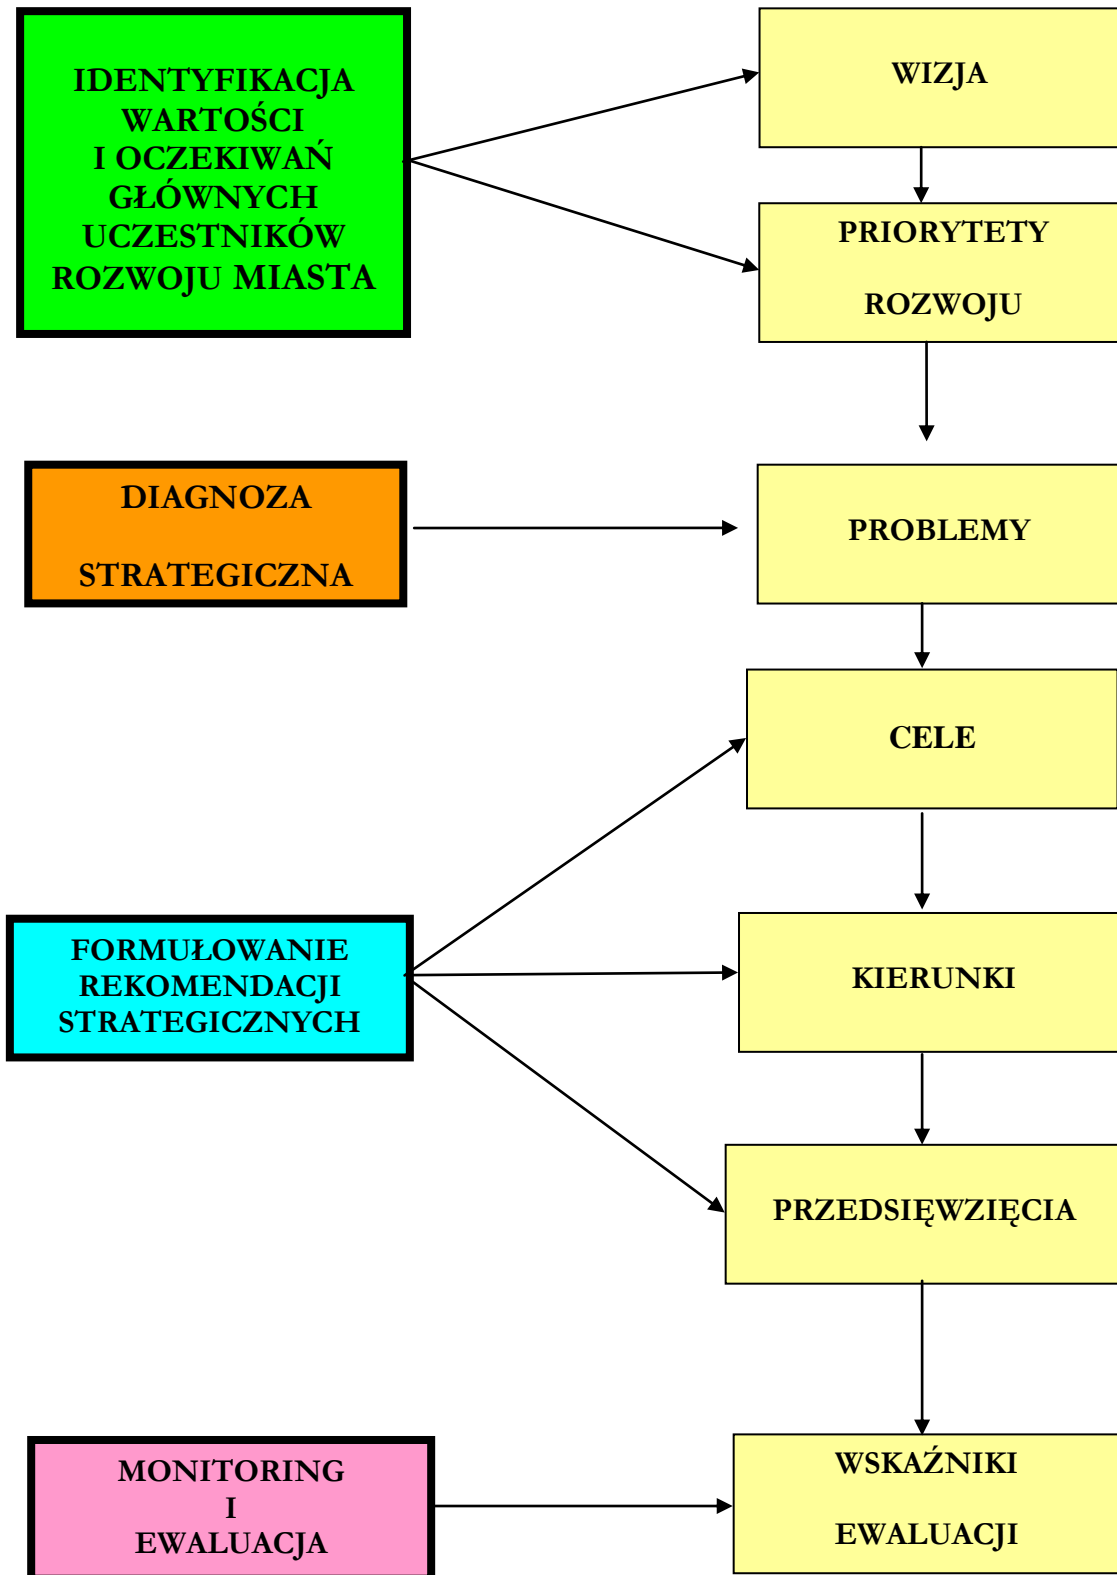 IDENTYFIKACJA
WARTOŚCI
I OCZEKIWAŃ
GŁÓWNYCH
UCZESTNIKÓW
ROZWOJU MIASTA
WIZJA
PRIORYTETY
ROZWOJU
DIAGNOZA
STRATEGICZNA
PROBLEMY
CELE
FORMUŁOWANIE
REKOMENDACJI
STRATEGICZNYCH
KIERUNKI
PRZEDSIĘWZIĘCIA
MONITORING
I
EWALUACJA
WSKAŹNIKI
EWALUACJI